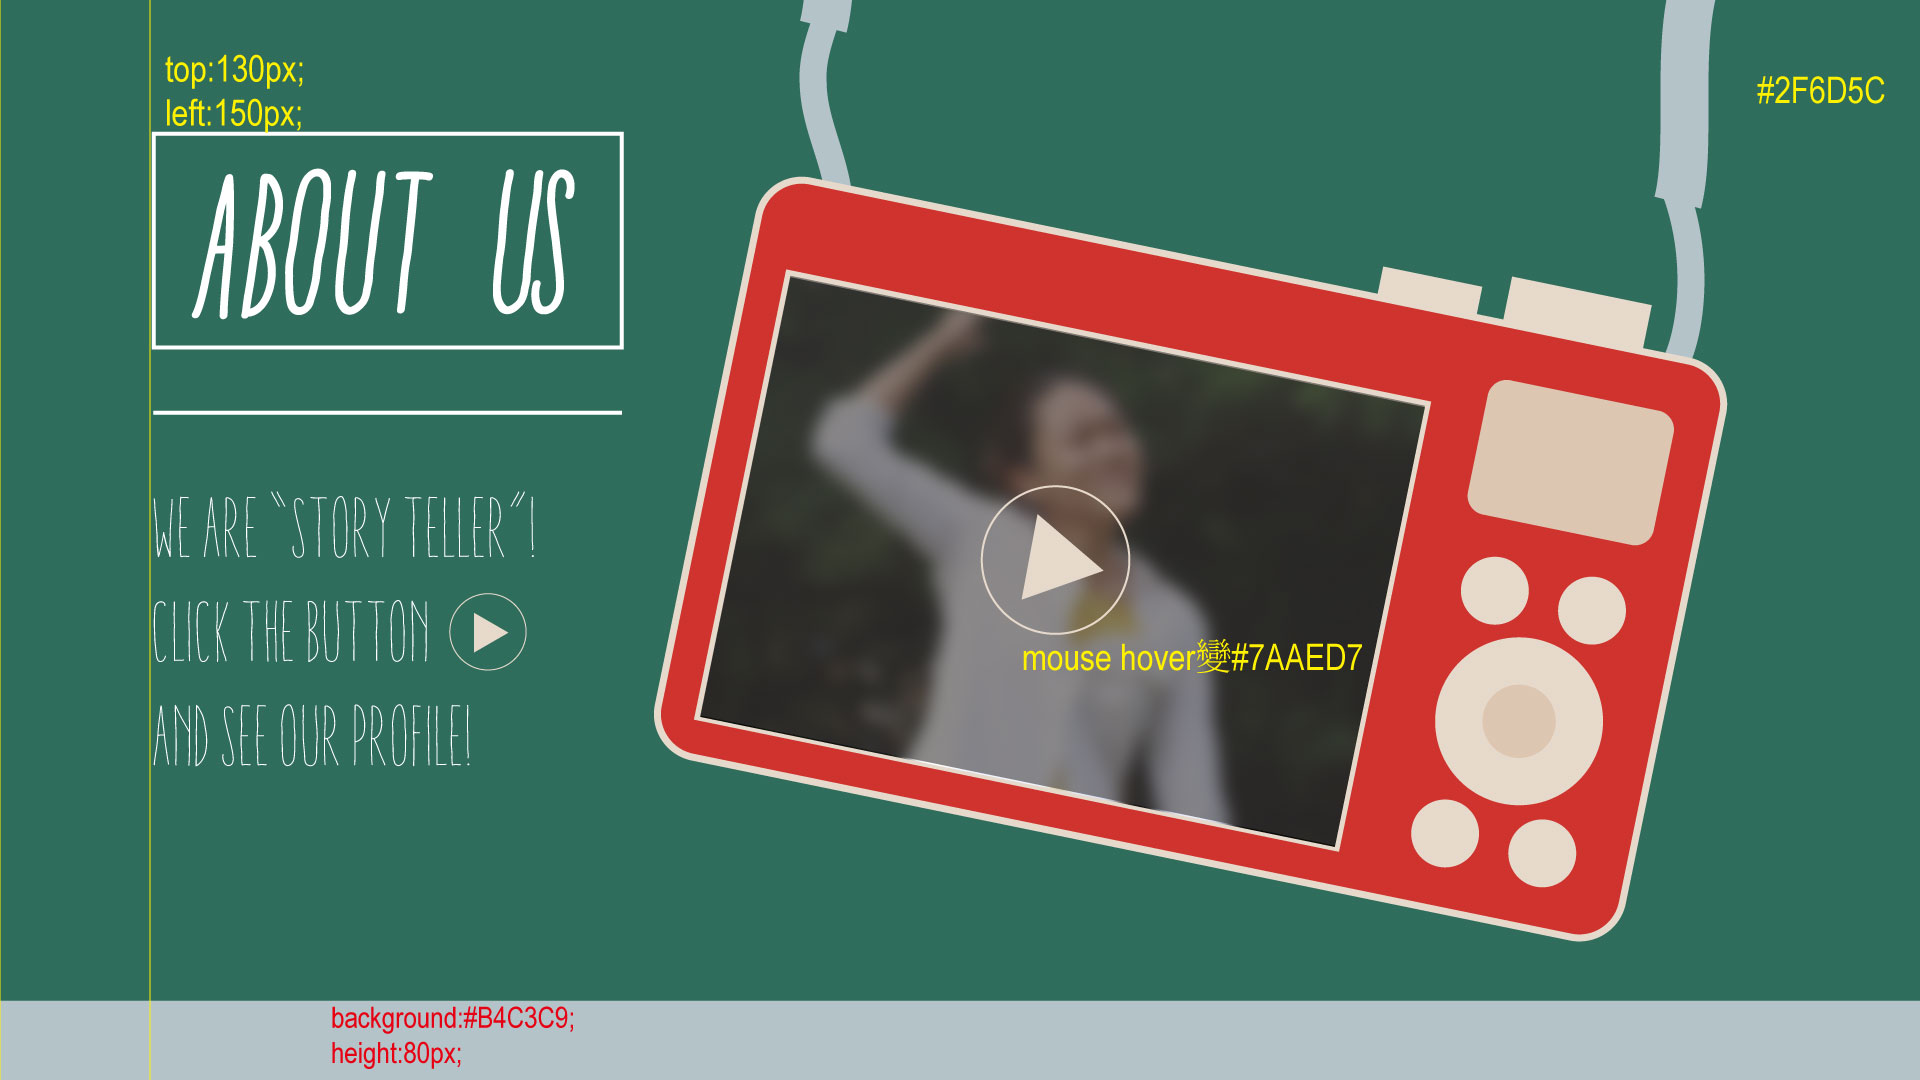 top:130px;
left:150px;
#2F6D5C
ABOUT US
WE ARE "STORY TELLER"!
CLICK THE BUTTON
AND SEE OUR PROFILE!
mouse hover變#7AAED7
background:#B4C3C9;
height:80px;